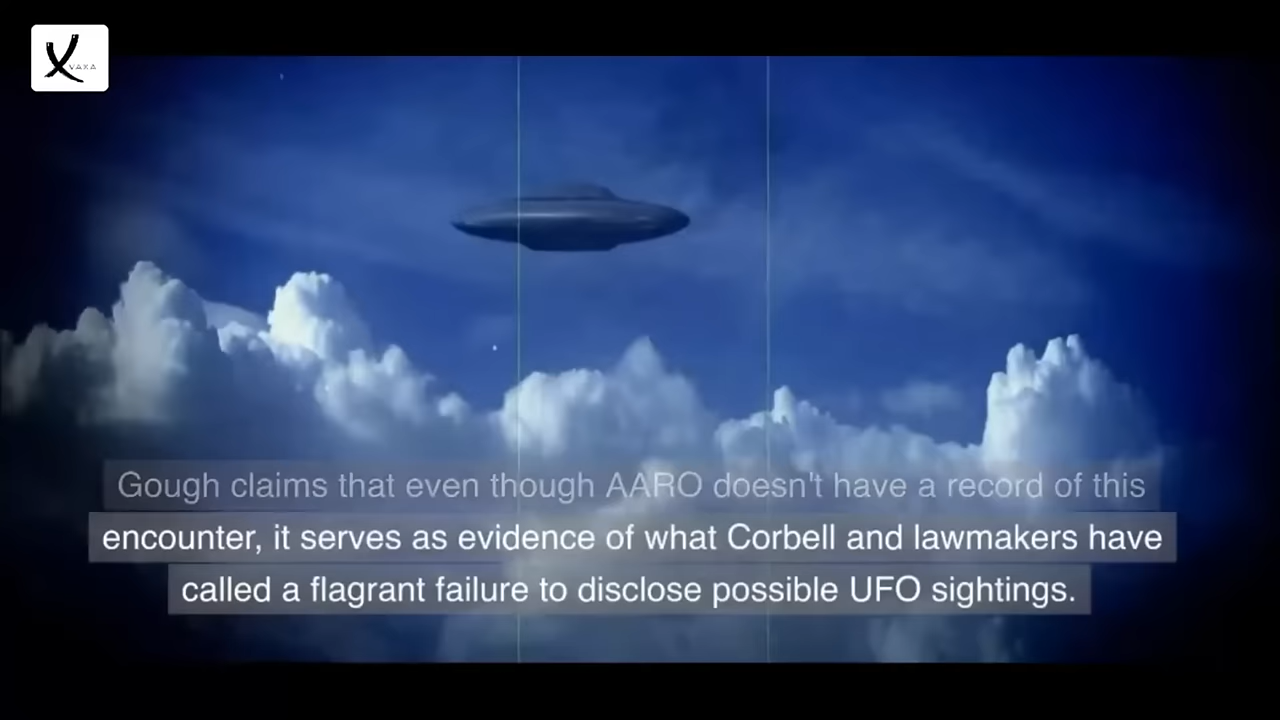 VAXA
Gough claims that even though AARO doesn't have a record of this
encounter, it serves as evidence of what Corbell and lawmakers have
called a flagrant failure to disclose possible UFO sightings.